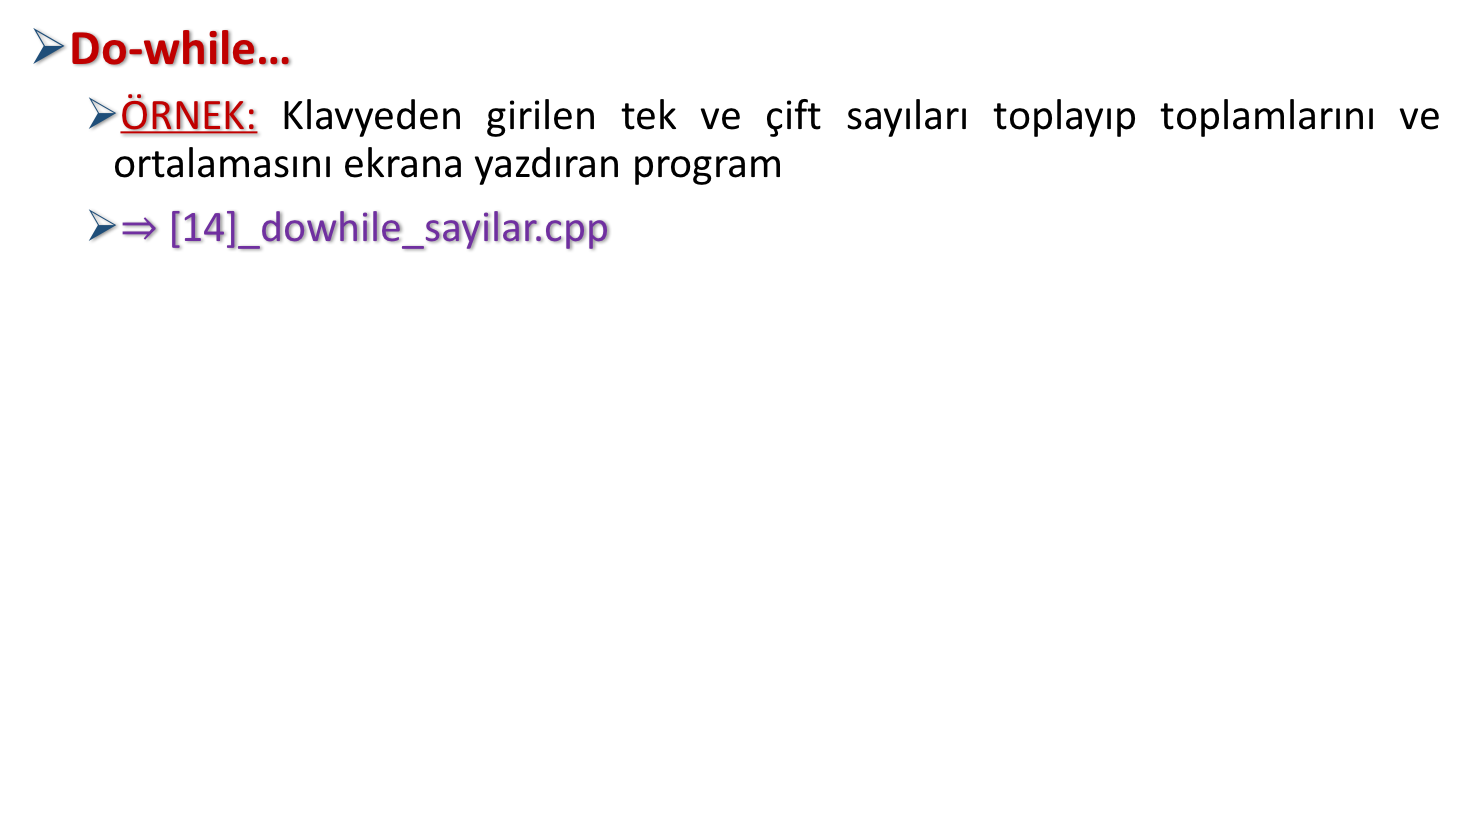 Do-while…
ÖRNEK: Klavyeden girilen tek ve çift sayıları toplayıp toplamlarını ve
ortalamasını ekrana yazdıran program
⇒ [14]_dowhile_sayilar.cpp